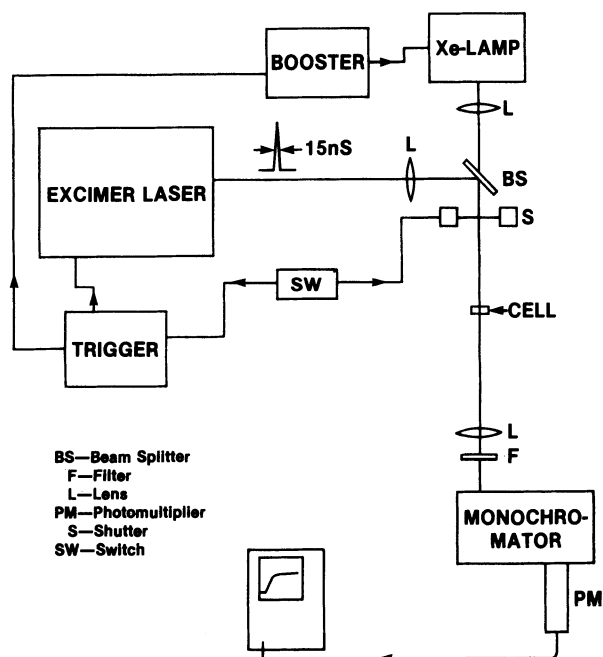 BOOSTER
Xe-LAMP
L
EXCIMER LASER
15nS
L
BS
S
SW
TRIGGER
CELL
L
F
BS—Beam Splitter
F—Filter
L—Lens
PM—Photomultiplier
S—Shutter
SW—Switch
MONOCHRO-
MATOR
PM